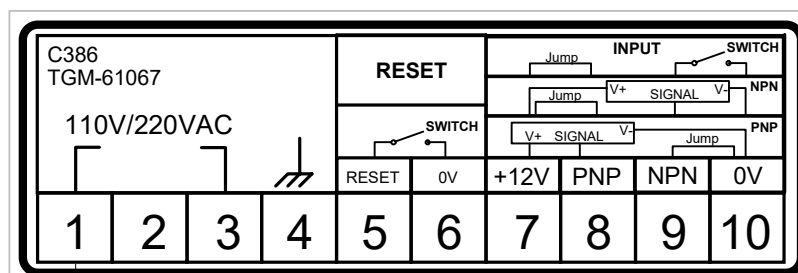 C386
TGM-61067
110V/220VAC
RESET
SWITCH
INPUT
Jump
SWITCH
Jump
V+
SIGNAL
V-
NPN
V+
SIGNAL
V-
Jump
PNP
RESET
0V
+12V
PNP
NPN
0V
1 2 3 4 5 6 7 8 9 10